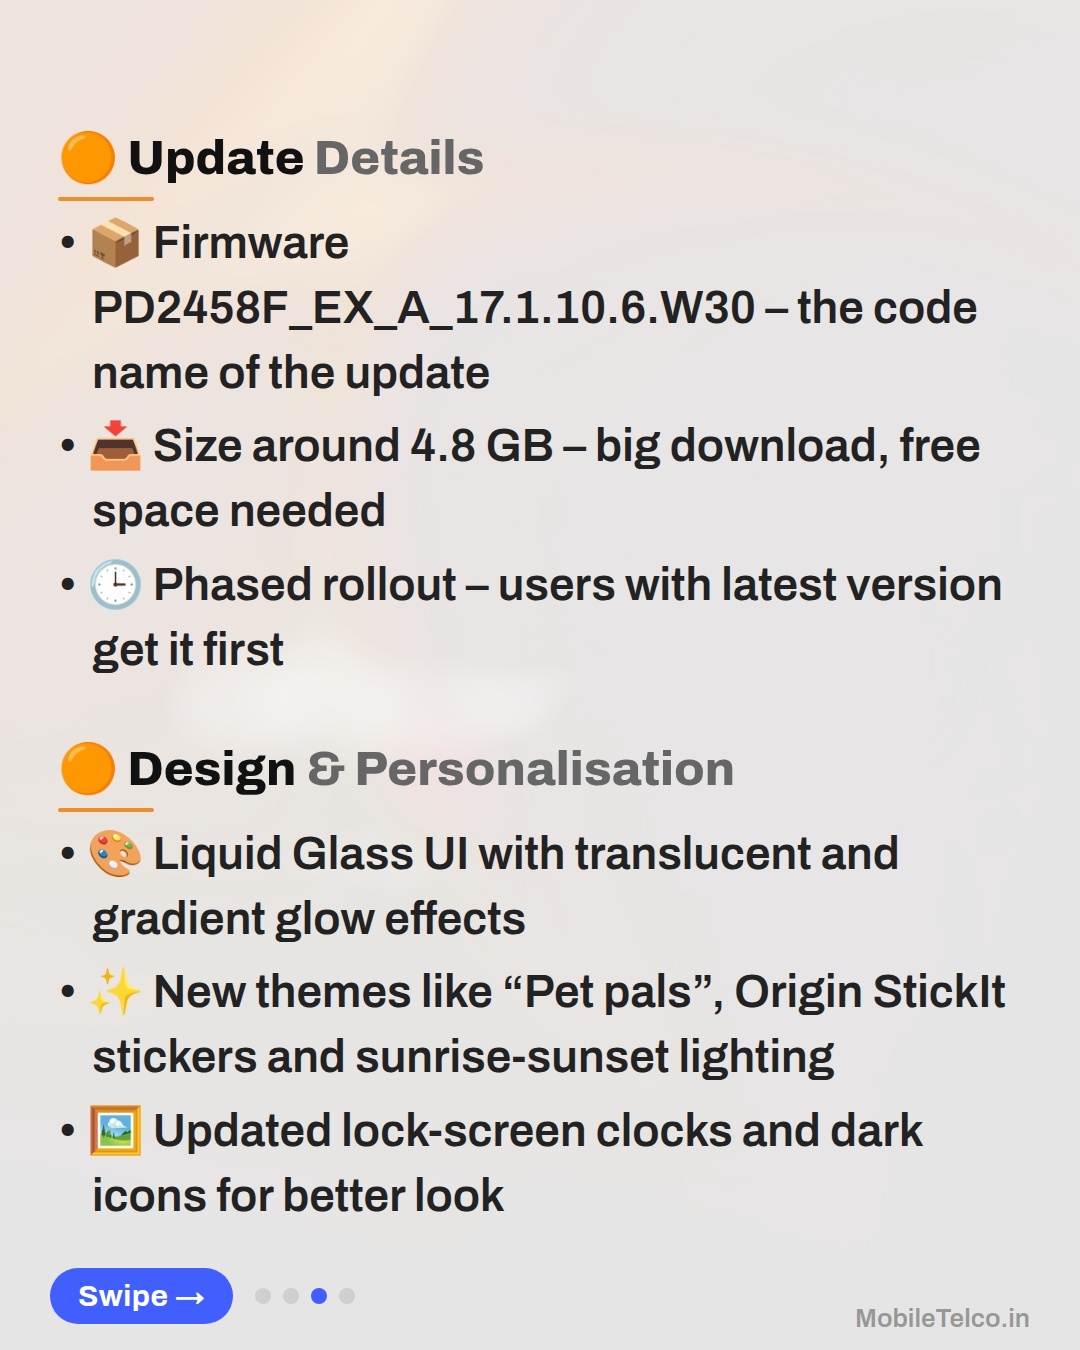 🟠 Update Details
• 📦 Firmware
PD2458F_EX_A_17.1.10.6.W30 – the code
name of the update
• 📥 Size around 4.8 GB – big download, free
space needed
• 🕒 Phased rollout – users with latest version
get it first
🟠 Design & Personalisation
• 🎨 Liquid Glass UI with translucent and
gradient glow effects
• ✨ New themes like “Pet pals”, Origin StickIt
stickers and sunrise-sunset lighting
• 🖼️ Updated lock-screen clocks and dark
icons for better look
Swipe →
MobileTelco.in